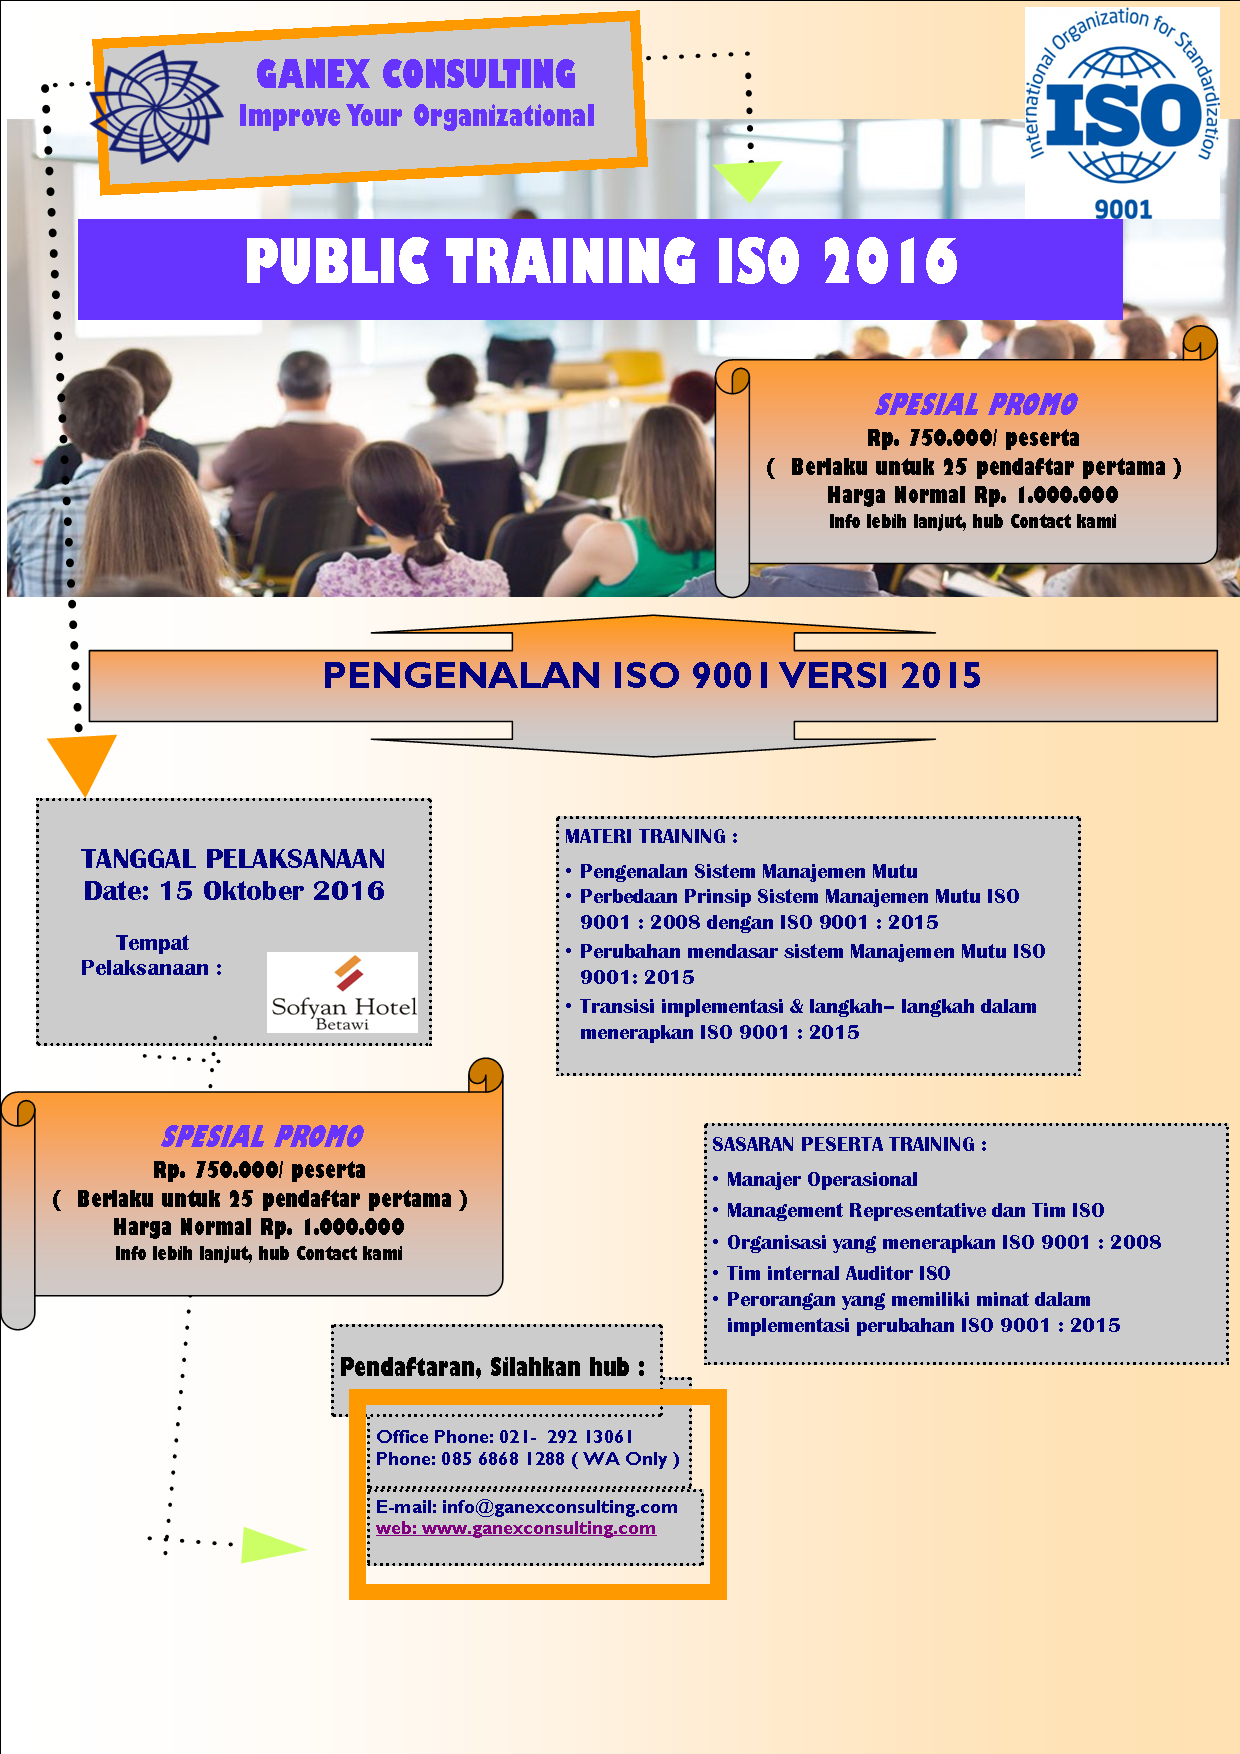 GANEX CONSULTING
Improve Your Organizational
International Organization for Standardization
ISO
9001
PUBLIC TRAINING ISO 2016
SPESIAL PROMO
Rp. 750.000/ peserta
( Berlaku untuk 25 pendaftar pertama )
Harga Normal Rp. 1.000.000
Info lebih lanjut, hub Contact kami
PENGENALAN ISO 9001 VERSI 2015
TANGGAL PELAKSANAAN
Date: 15 Oktober 2016
Tempat
Pelaksanaan :
Sofyan Hotel
Betawi
MATERI TRAINING :
• Pengenalan Sistem Manajemen Mutu
• Perbedaan Prinsip Sistem Manajemen Mutu ISO
9001 : 2008 dengan ISO 9001 : 2015
• Perubahan mendasar sistem Manajemen Mutu ISO
9001: 2015
• Transisi implementasi & langkah– langkah dalam
menerapkan ISO 9001 : 2015
SPESIAL PROMO
Rp. 750.000/ peserta
( Berlaku untuk 25 pendaftar pertama )
Harga Normal Rp. 1.000.000
Info lebih lanjut, hub Contact kami
SASARAN PESERTA TRAINING :
• Manajer Operasional
• Management Representative dan Tim ISO
• Organisasi yang menerapkan ISO 9001 : 2008
• Tim internal Auditor ISO
• Perorangan yang memiliki minat dalam
implementasi perubahan ISO 9001 : 2015
Pendaftaran, Silahkan hub :
Office Phone: 021- 292 13061
Phone: 085 6868 1288 ( WA Only )
E-mail: info@ganexconsulting.com
web: www.ganexconsulting.com